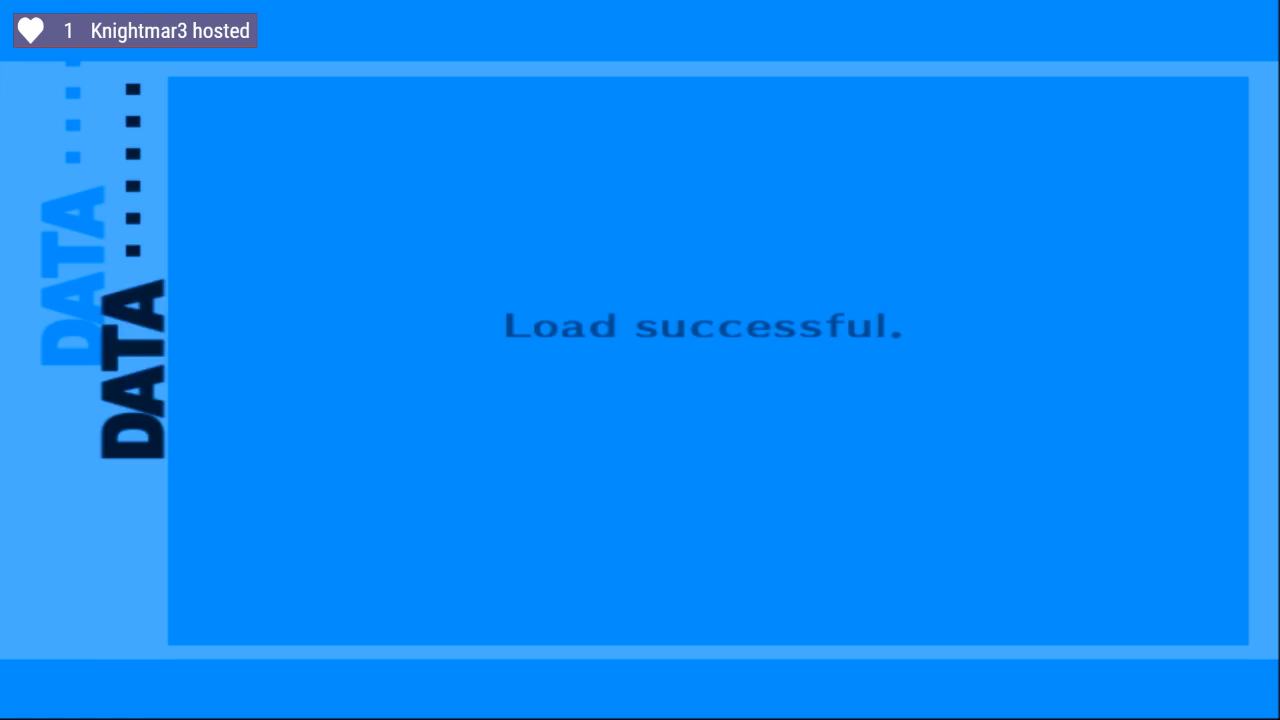 1 Knightmar3 hosted
DATA ......
DATA ....
Load successful.